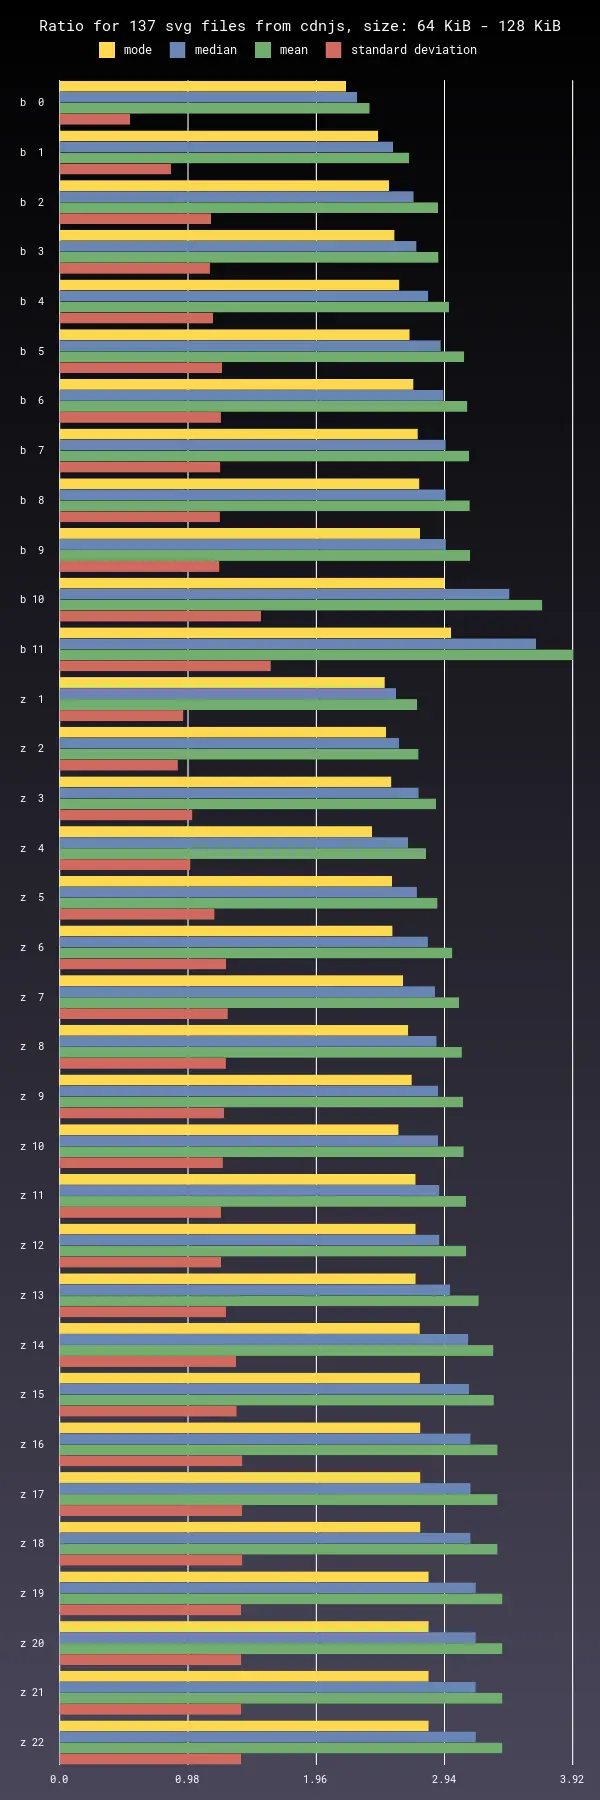 Ratio for 137 svg files from cdnjs, size: 64 KiB - 128 KiB
mode median mean standard deviation
b 0
b 1
b 2
b 3
b 4
b 5
b 6
b 7
b 8
b 9
b 10
b 11
z 1
z 2
z 3
z 4
z 5
z 6
z 7
z 8
z 9
z 10
z 11
z 12
z 13
z 14
z 15
z 16
z 17
z 18
z 19
z 20
z 21
z 22
0.0 0.98 1.96 2.94 3.92